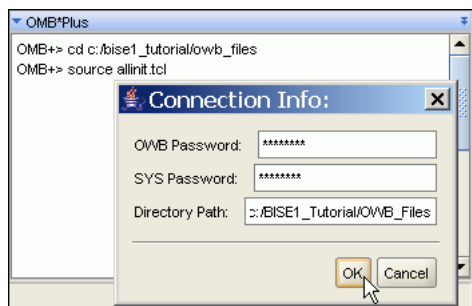 OMB*Plus
OMB+> cd c:/bise1_tutorial/owb_files
OMB+> source allinit.tcl
Connection Info:
OWB Password: ********
SYS Password: ********
Directory Path: :/BISE1_Tutorial/OWB_Files
OK Cancel